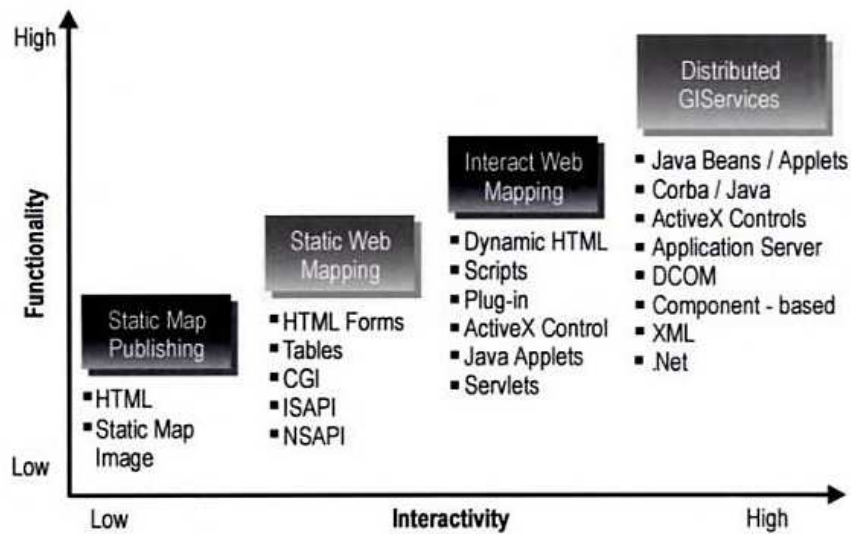 High
Functionality
Low
Static Map
Publishing
▪ HTML
▪ Static Map
Image
Static Web
Mapping
▪ HTML Forms
▪ Tables
▪ CGI
▪ ISAPI
▪ NSAPI
Interact Web
Mapping
▪ Dynamic HTML
▪ Scripts
▪ Plug-in
▪ ActiveX Control
▪ Java Applets
▪ Servlets
Distributed
GIServices
▪ Java Beans / Applets
▪ Corba / Java
▪ ActiveX Controls
▪ Application Server
▪ DCOM
▪ Component - based
▪ XML
▪ .Net
Low
Interactivity
High